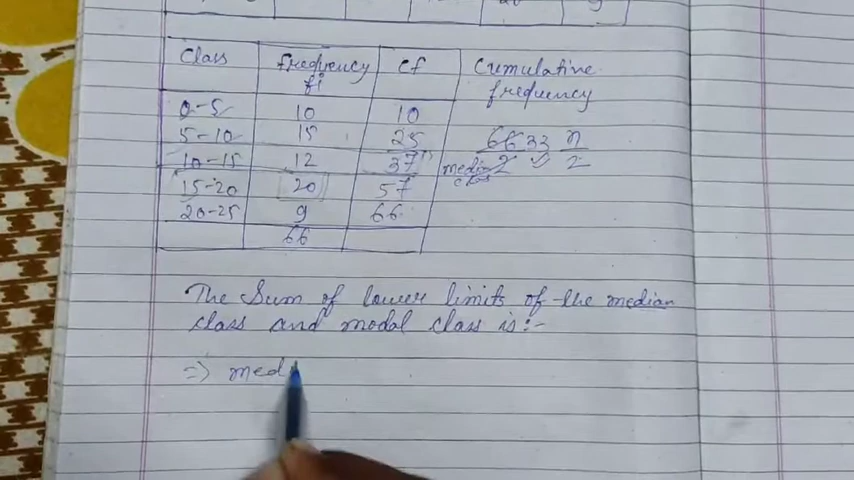 Class frequency fi cf Cumulative frequency
0-5 10 10
5-10 15 25 66 33 n
10-15 12 37 median class 2 2
15-20 20 57
20-25 9 66
66
The Sum of lower limits of the median
class and modal class is:-
=> medi